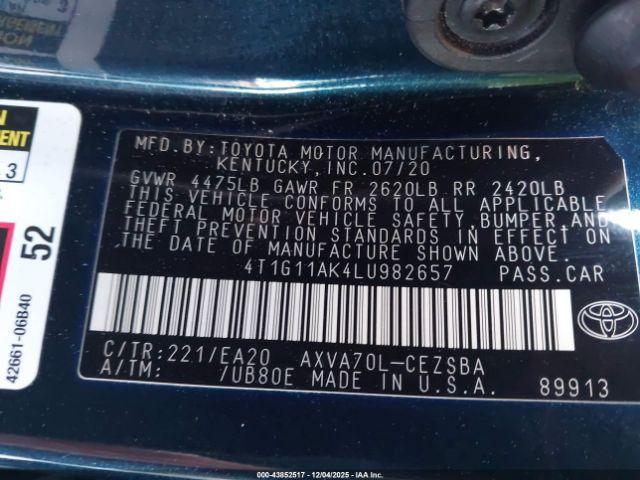 MFD.BY:TOYOTA MOTOR MANUFACTURING,
KENTUCKY,INC.07/20
GVWR 4475LB GAWR FR 2620LB RR 2420LB
THIS VEHICLE CONFORMS TO ALL APPLICABLE
FEDERAL MOTOR VEHICLE SAFETY,BUMPER,AND
THEFT PREVENTION STANDARDS IN EFFECT ON
THE DATE OF MANUFACTURE SHOWN ABOVE.
4T1G11AK4LU982657 PASS.CAR
C/TR:221/EA20 AXVA70L-CEZSBA
A/TM: 7UB80E MADE IN U.S.A. 89913
3
52
42661-06B40
© 43852517 - 12/04/2025 - IAA Inc.